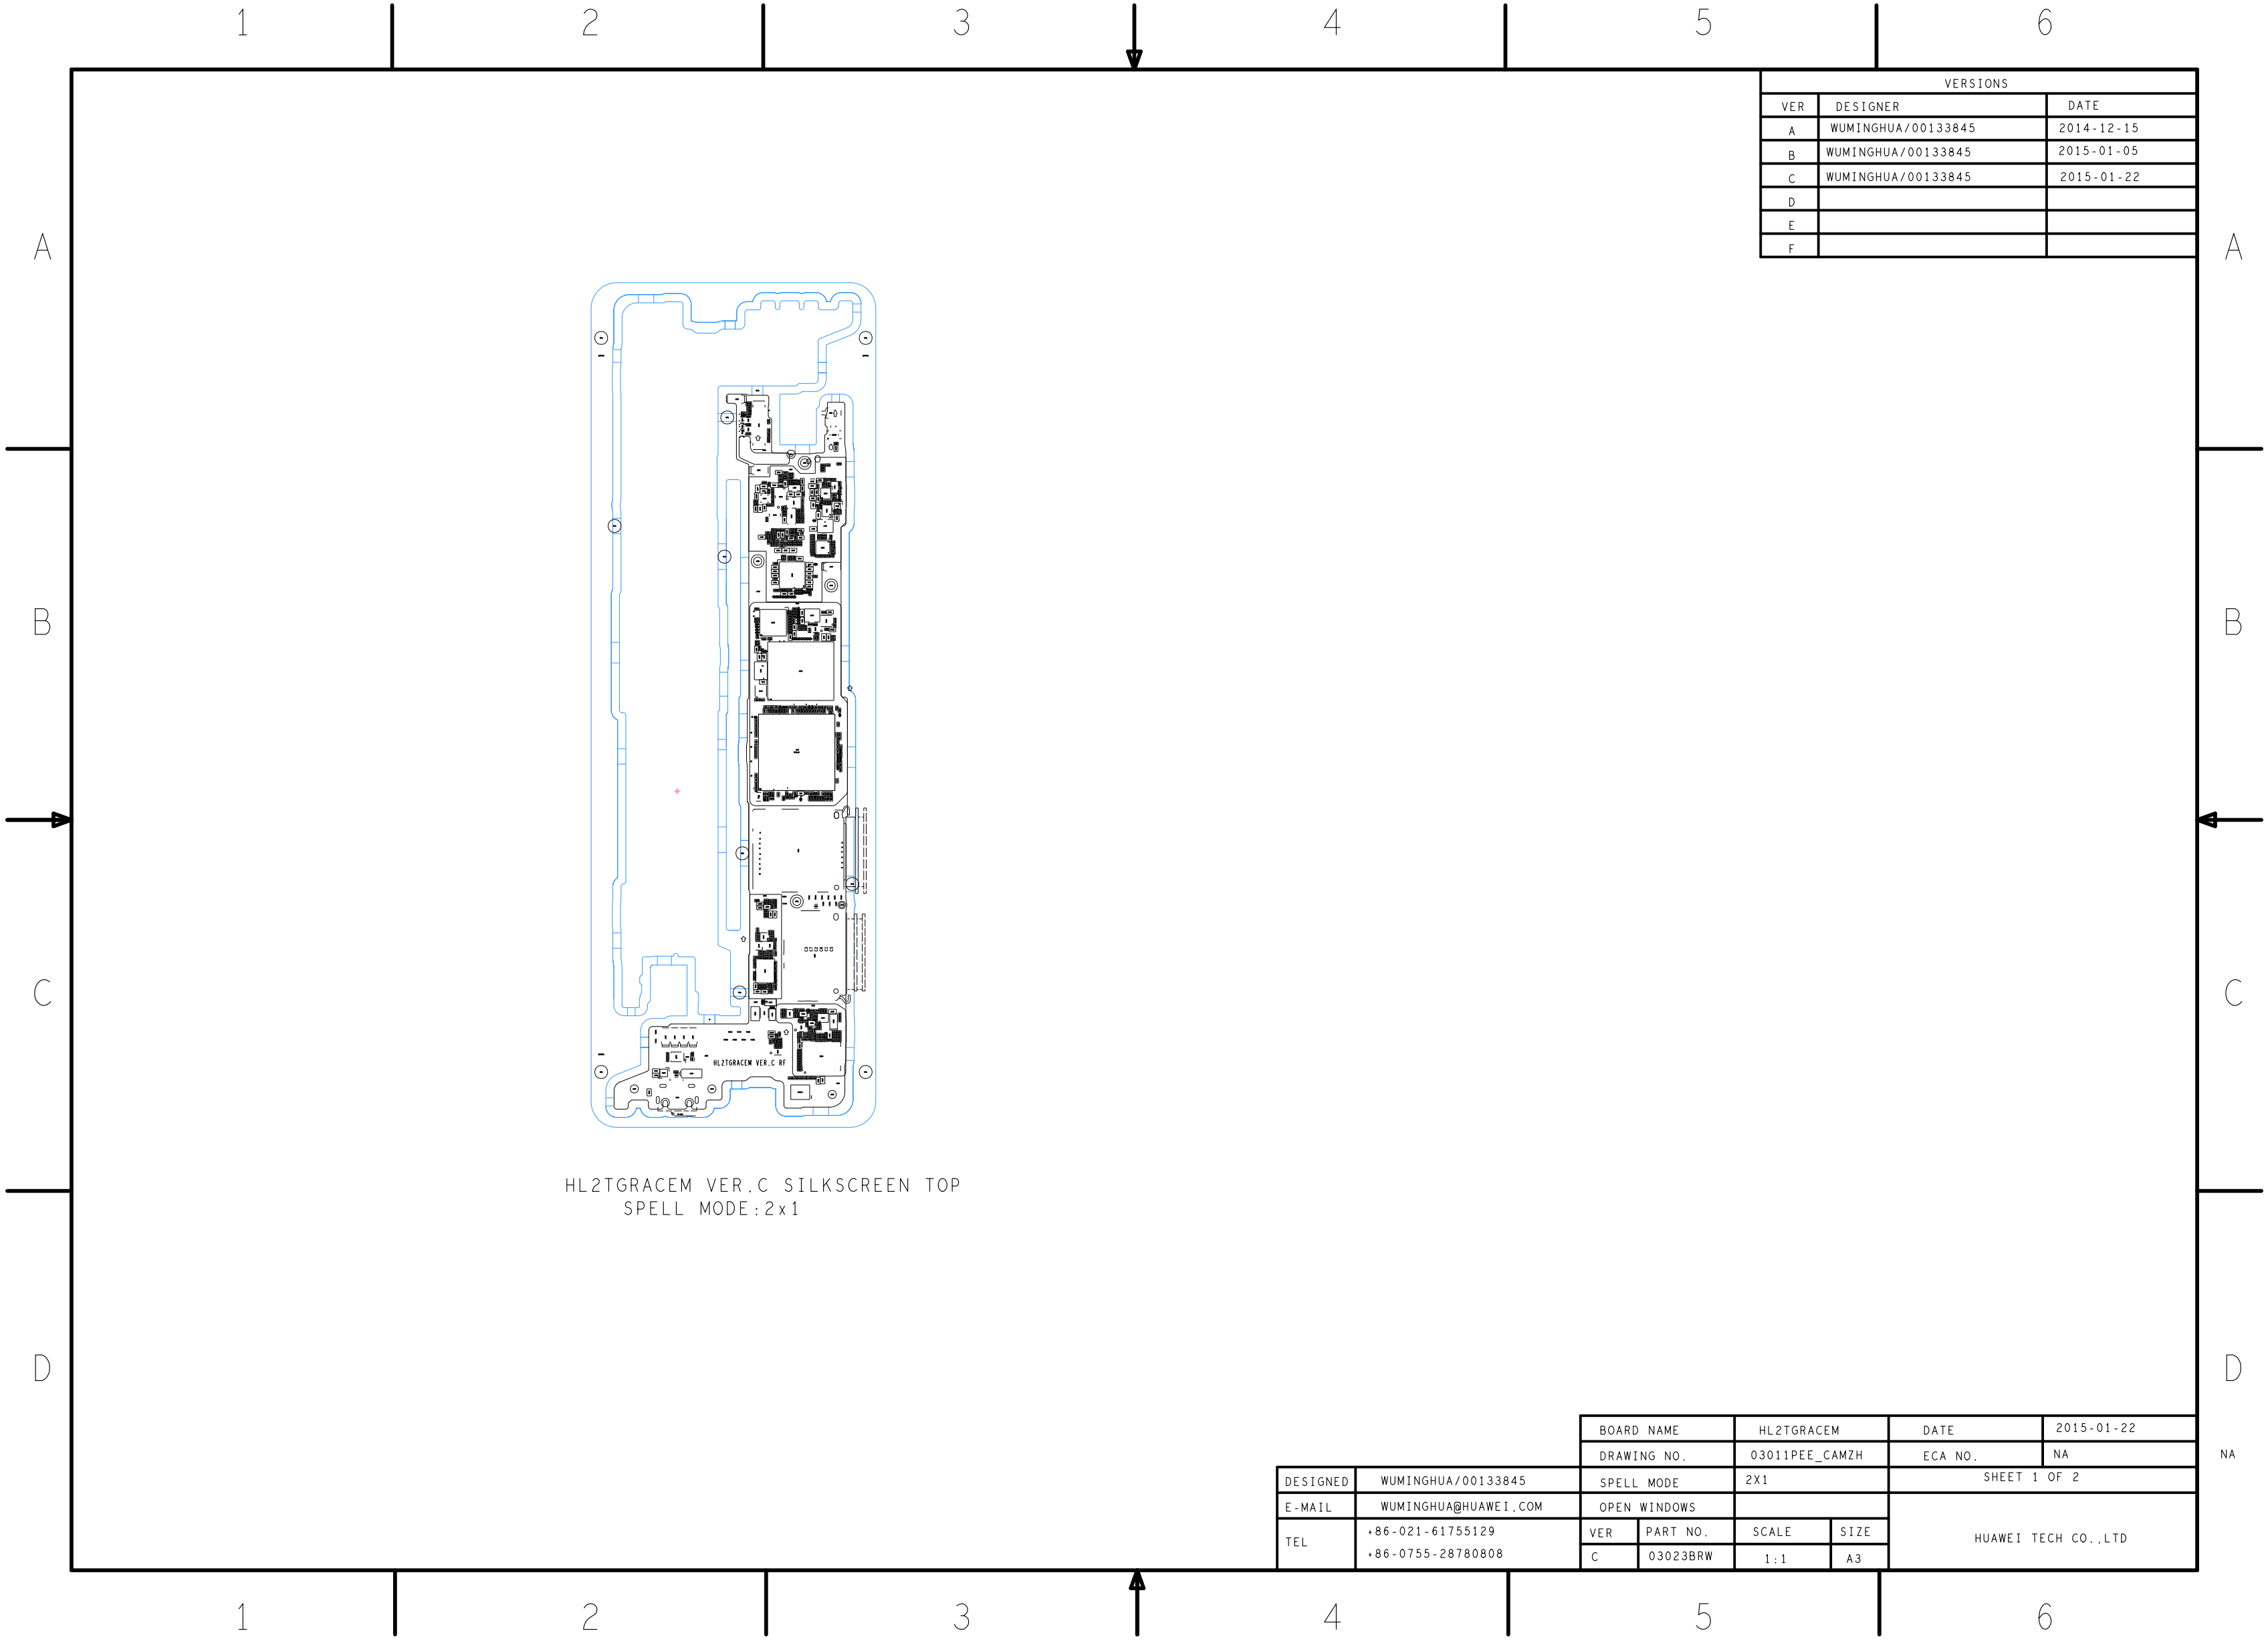 1 2 3 4 5 6
VERSIONS
VER DESIGNER DATE
A WUMINGHUA/00133845 2014-12-15
B WUMINGHUA/00133845 2015-01-05
C WUMINGHUA/00133845 2015-01-22
D
E
F
A A
B B
C C
HL2TGRACEM VER.C RF
HL2TGRACEM VER.C SILKSCREEN TOP
SPELL MODE:2x1
D D
BOARD NAME HL2TGRACEM DATE 2015-01-22
DRAWING NO. 03011PEE_CAMZH ECA NO. NA NA
DESIGNED WUMINGHUA/00133845 SPELL MODE 2X1 SHEET 1 OF 2
E-MAIL WUMINGHUA@HUAWEI.COM OPEN WINDOWS
TEL +86-021-61755129 VER PART NO. SCALE SIZE HUAWEI TECH CO.,LTD
+86-0755-28780808 C 03023BRW 1:1 A3
1 2 3 4 5 6